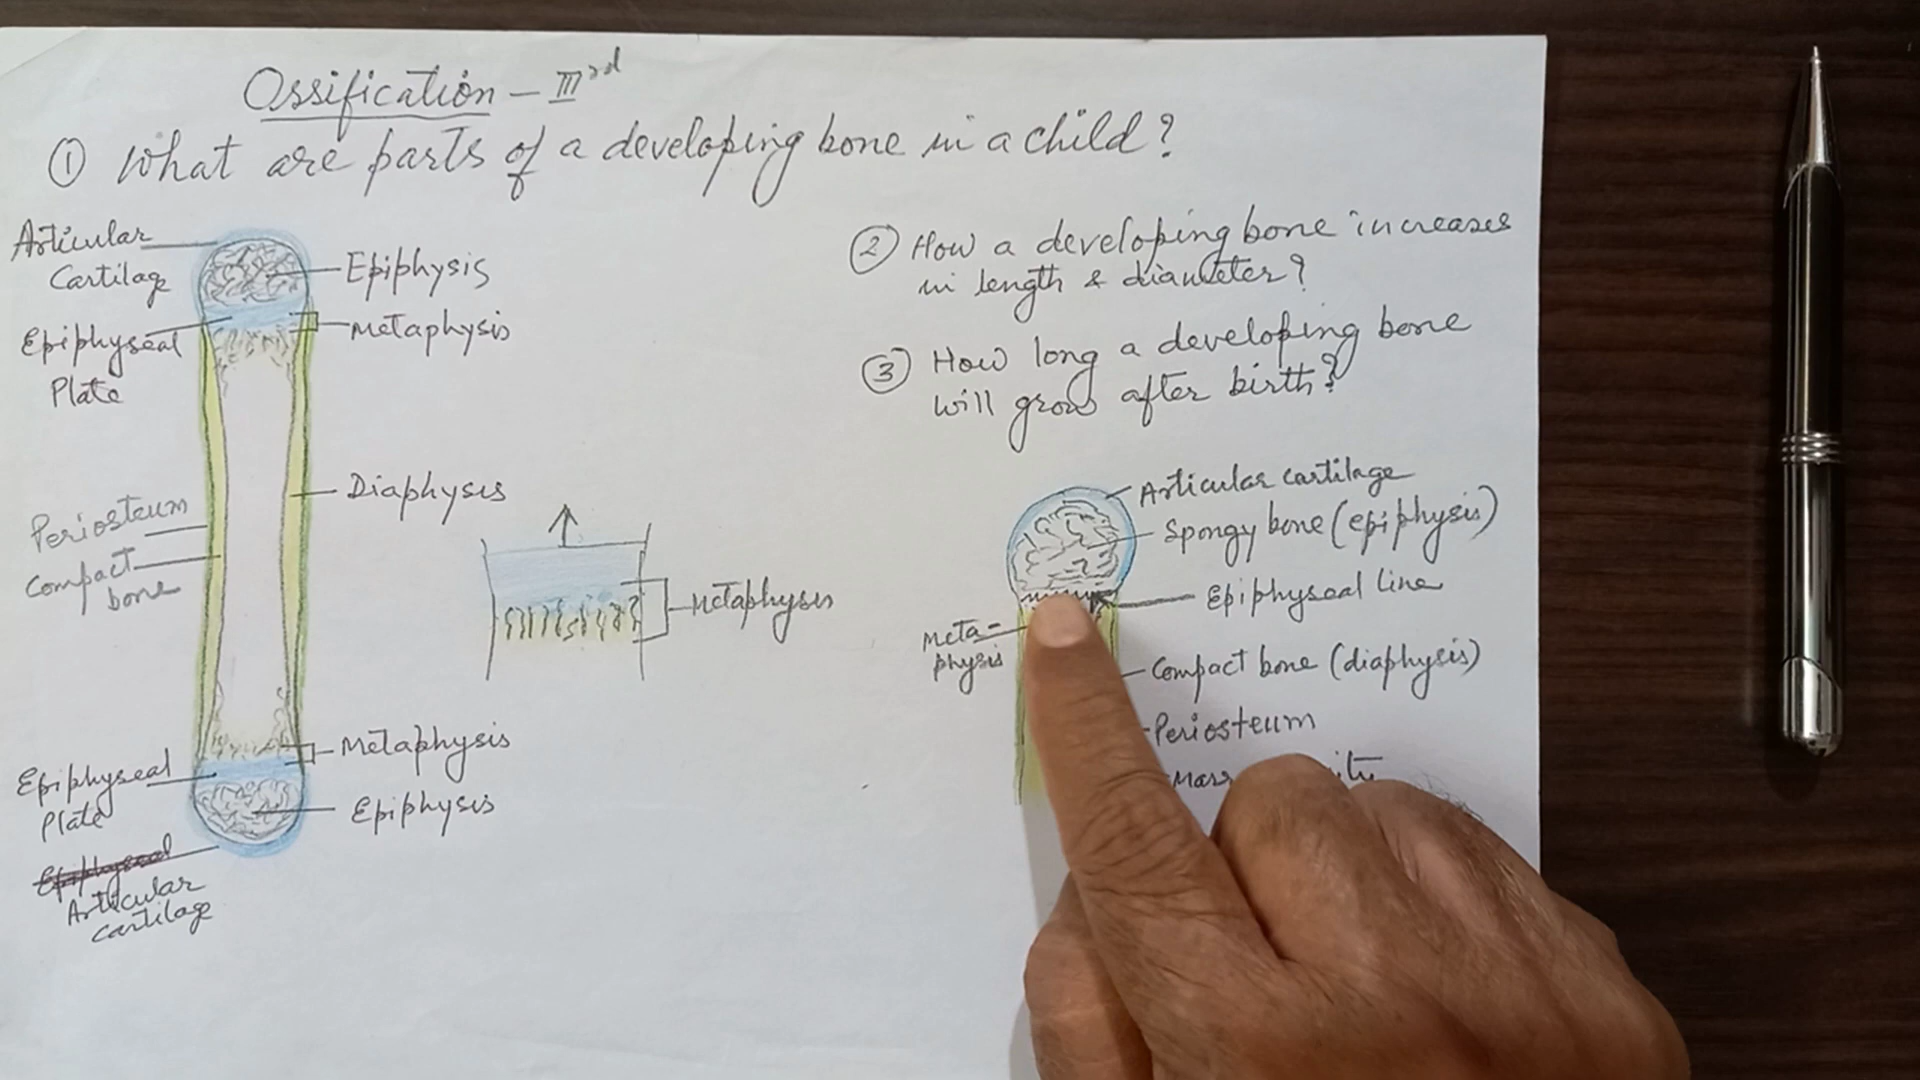 Ossification – IIIrd
① What are parts of a developing bone in a child?
Articular
Cartilage
Epiphysis
Epiphyseal
Plate
Metaphysis
Periosteum
Compact
bone
Diaphysis
Metaphysis
Epiphyseal
Plate
Metaphysis
Epiphysis
Epiphyseal
Articular
cartilage
② How a developing bone increases
in length & diameter?
③ How long a developing bone
will grow after birth?
Articular cartilage
Spongy bone (epiphysis)
Epiphyseal line
Meta-
physis
Compact bone (diaphysis)
Periosteum